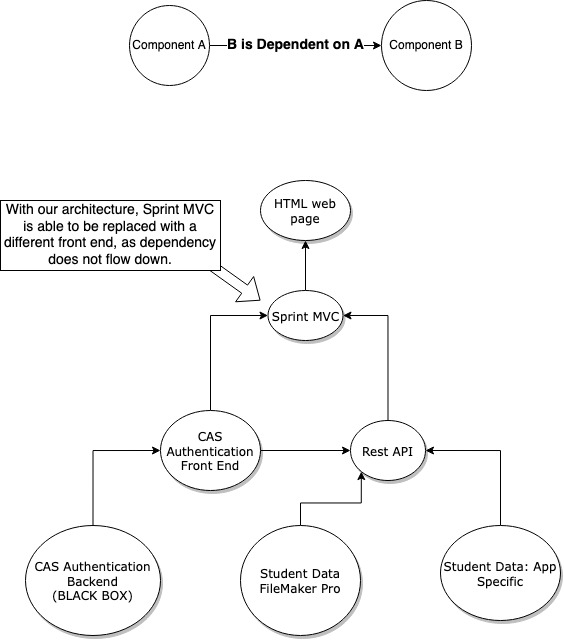 Component A
B is Dependent on A
Component B
HTML web
page
With our architecture, Sprint MVC
is able to be replaced with a
different front end, as dependency
does not flow down.
Sprint MVC
CAS
Authentication
Front End
Rest API
CAS Authentication
Backend
(BLACK BOX)
Student Data
FileMaker Pro
Student Data: App
Specific